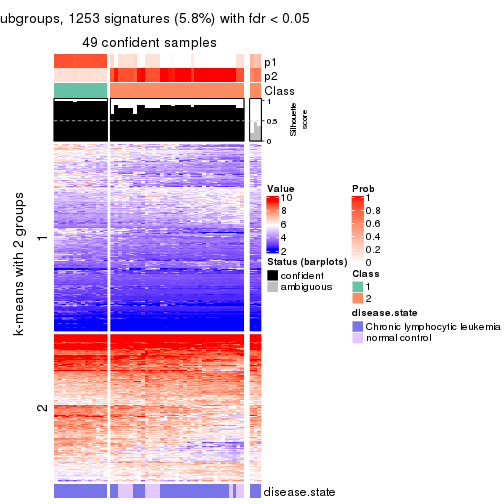 ubgroups, 1253 signatures (5.8%) with fdr < 0.05
49 confident samples
p1
p2
Class
1
0.5
0
Silhouette
score
k-means with 2 groups
1
2
disease.state
Value
10
8
6
4
2
Status (barplots)
confident
ambiguous
Prob
1
0.8
0.6
0.4
0.2
0
Class
1
2
disease.state
Chronic lymphocytic leukemia
normal control